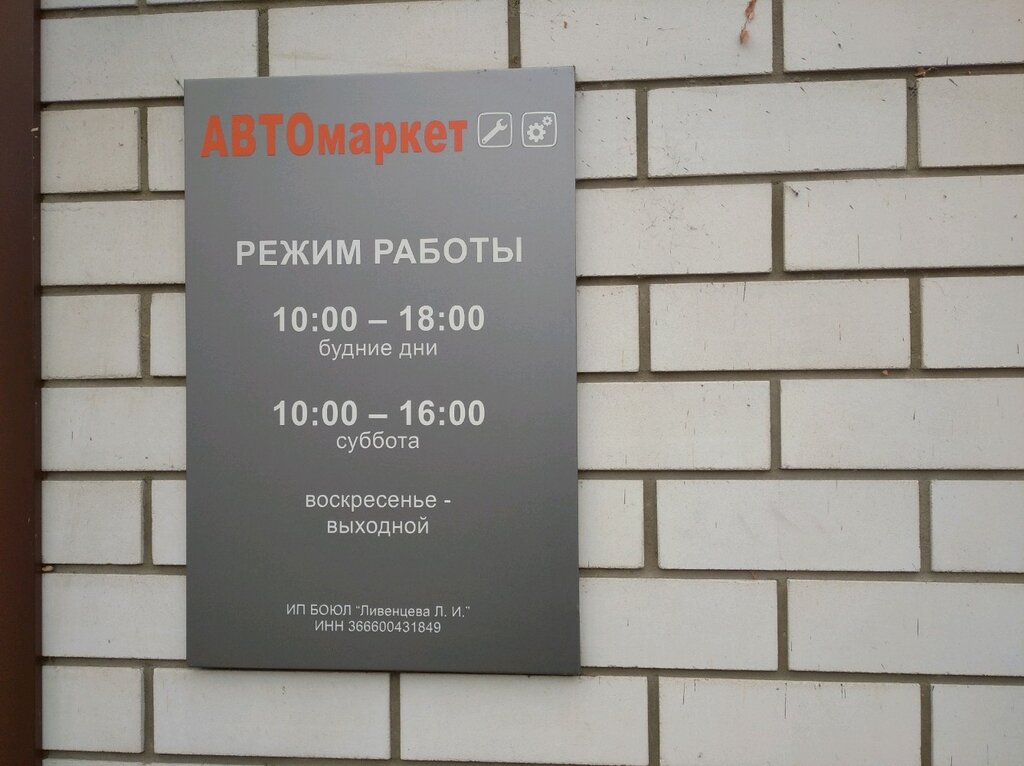 АВТОмаркет
РЕЖИМ РАБОТЫ
10:00 – 18:00
будние дни
10:00 – 16:00
суббота
воскресенье -
выходной
ИП БОЮЛ "Ливенцева Л. И."
ИНН 366600431849